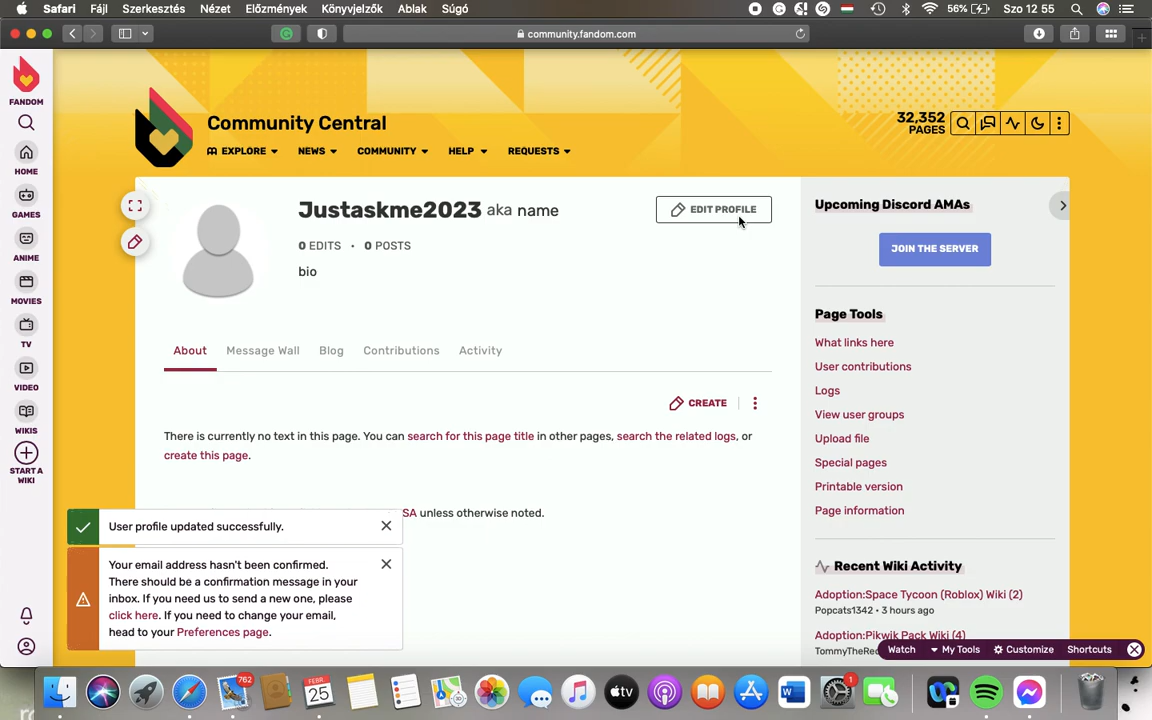 Safari Fájl Szerkesztés Nézet Előzmények Könyvjelzők Ablak Súgó 56% Szo 12 55
community.fandom.com
FANDOM
HOME
GAMES
ANIME
MOVIES
TV
VIDEO
WIKIS
START A
WIKI
Community Central
32,352
PAGES
EXPLORE NEWS COMMUNITY HELP REQUESTS
Justaskme2023 aka name
EDIT PROFILE
0 EDITS • 0 POSTS
bio
About Message Wall Blog Contributions Activity
CREATE
There is currently no text in this page. You can search for this page title in other pages, search the related logs, or
create this page.
SA unless otherwise noted.
User profile updated successfully.
Your email address hasn't been confirmed.
There should be a confirmation message in your
inbox. If you need us to send a new one, please
click here. If you need to change your email,
head to your Preferences page.
Upcoming Discord AMAs
JOIN THE SERVER
Page Tools
What links here
User contributions
Logs
View user groups
Upload file
Special pages
Printable version
Page information
Recent Wiki Activity
Adoption:Space Tycoon (Roblox) Wiki (2)
Popcats1342 • 3 hours ago
Adoption:Pikwik Pack Wiki (4)
Watch My Tools Customize Shortcuts
762
FEBR
25
1